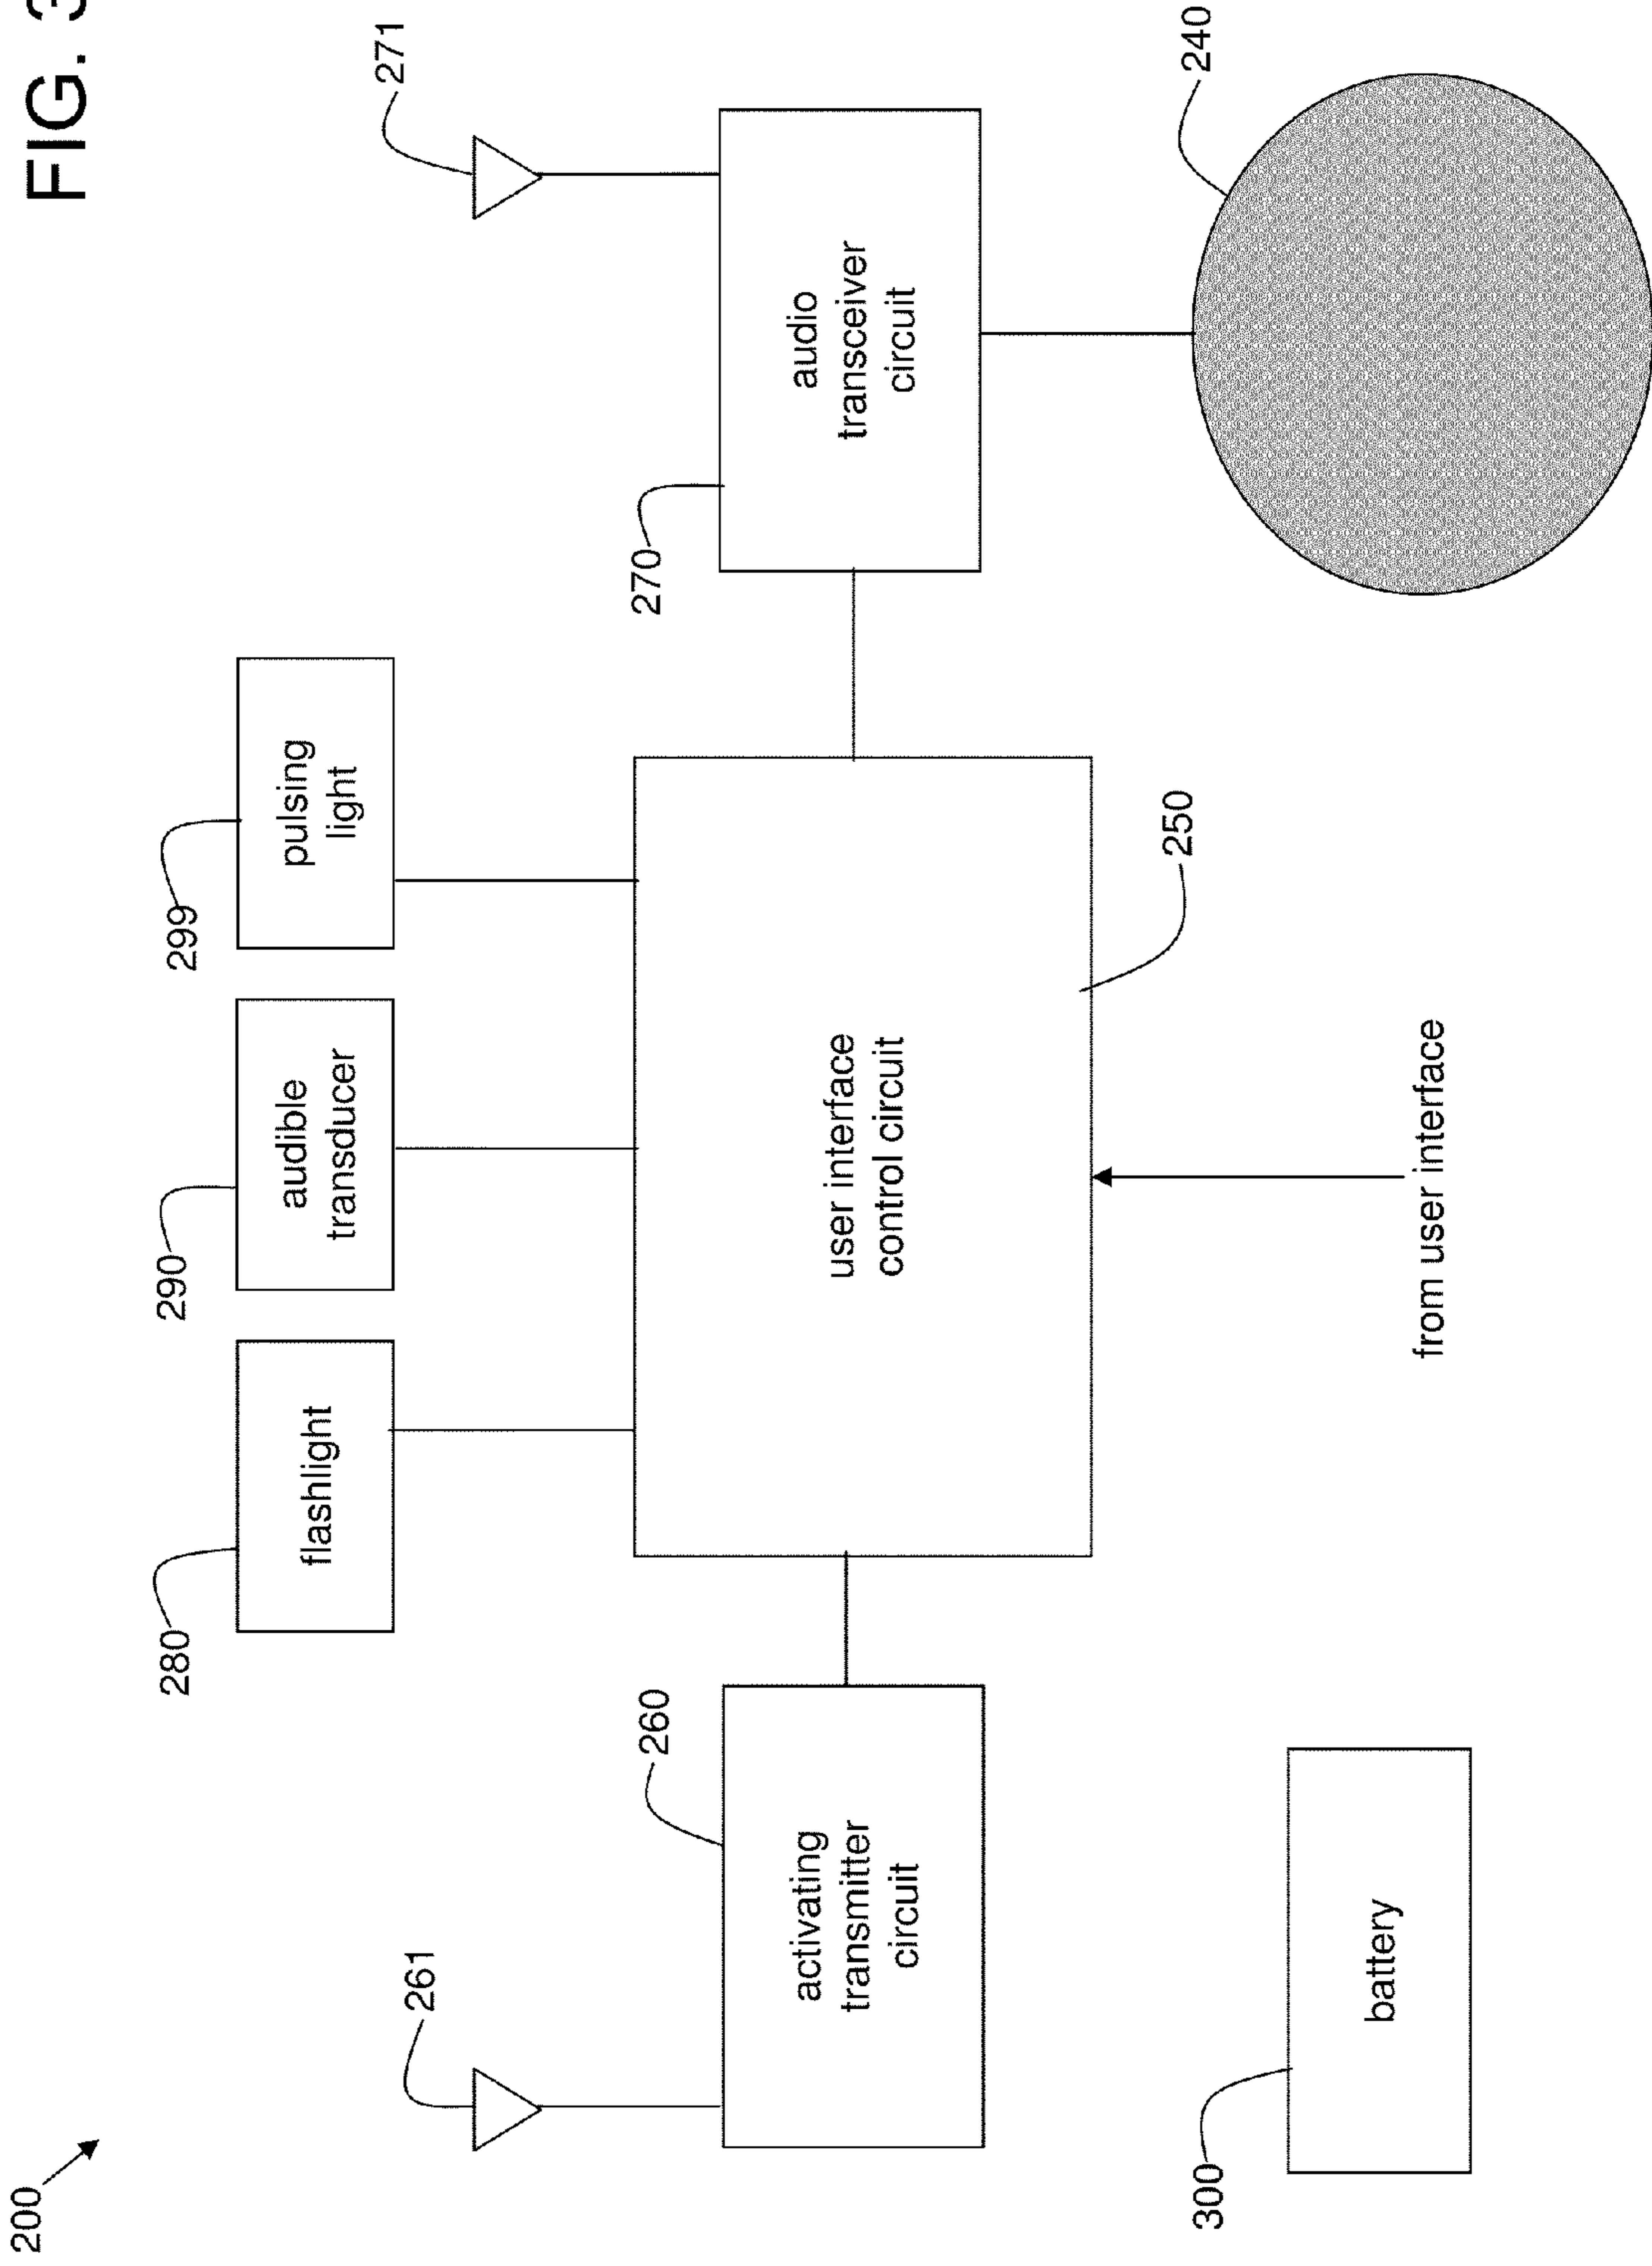 FIG. 3
200
280
290
299
flashlight
audible
transducer
pulsing
light
261
271
260
270
activating
transmitter
circuit
user interface
control circuit
audio
transceiver
circuit
250
240
300
battery
from user interface